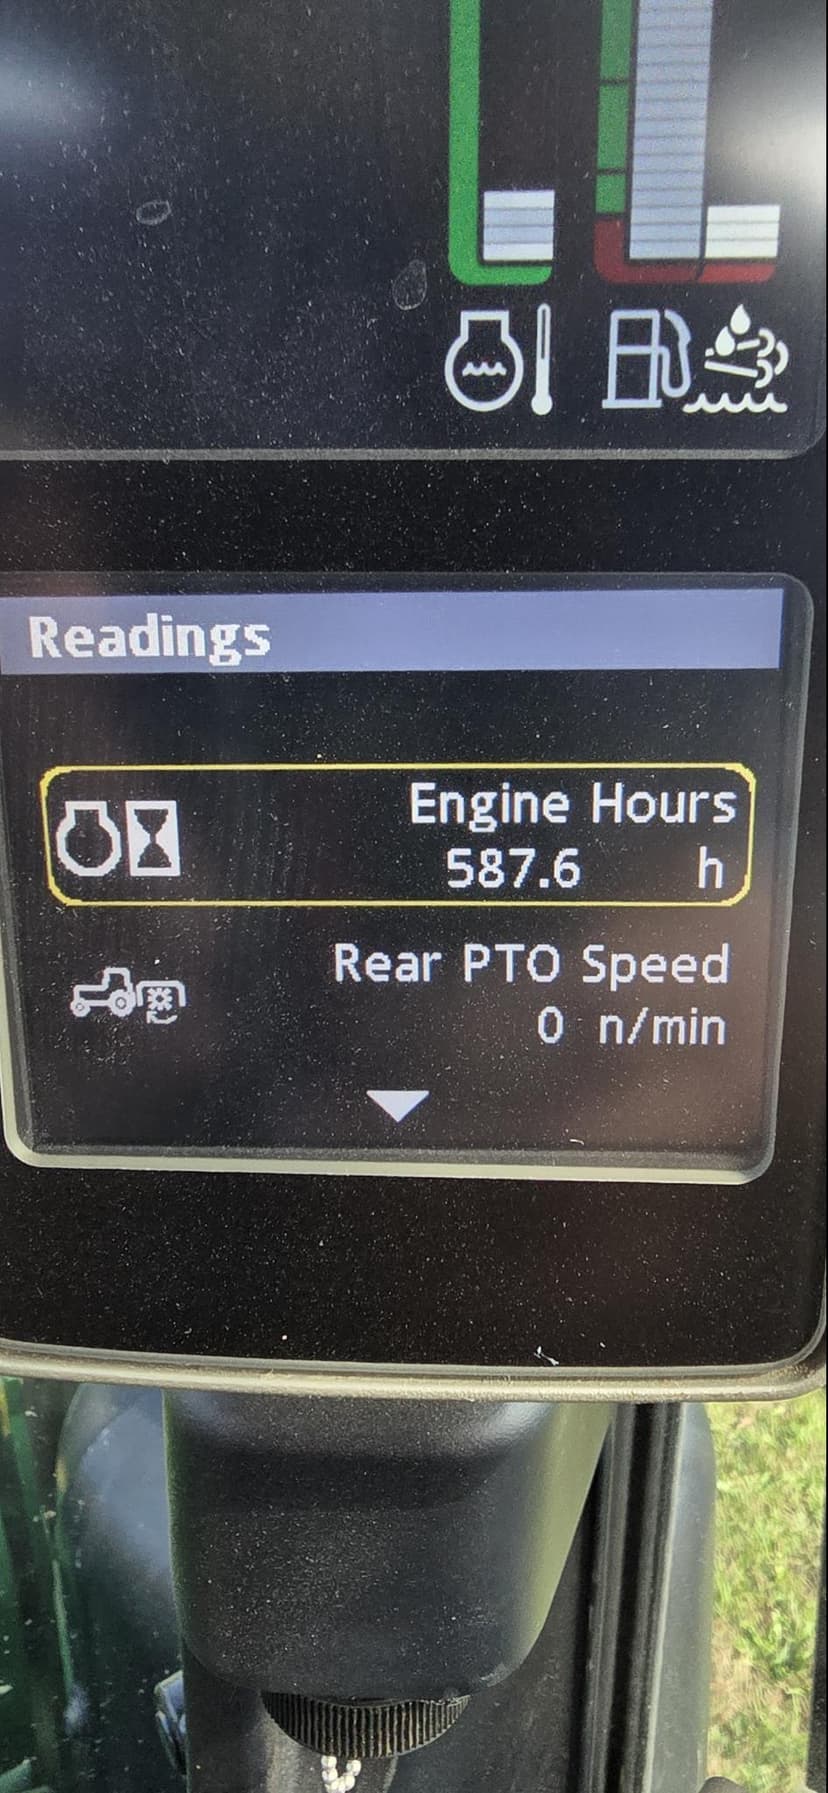 Readings
Engine Hours
587.6 h
Rear PTO Speed
0 n/min